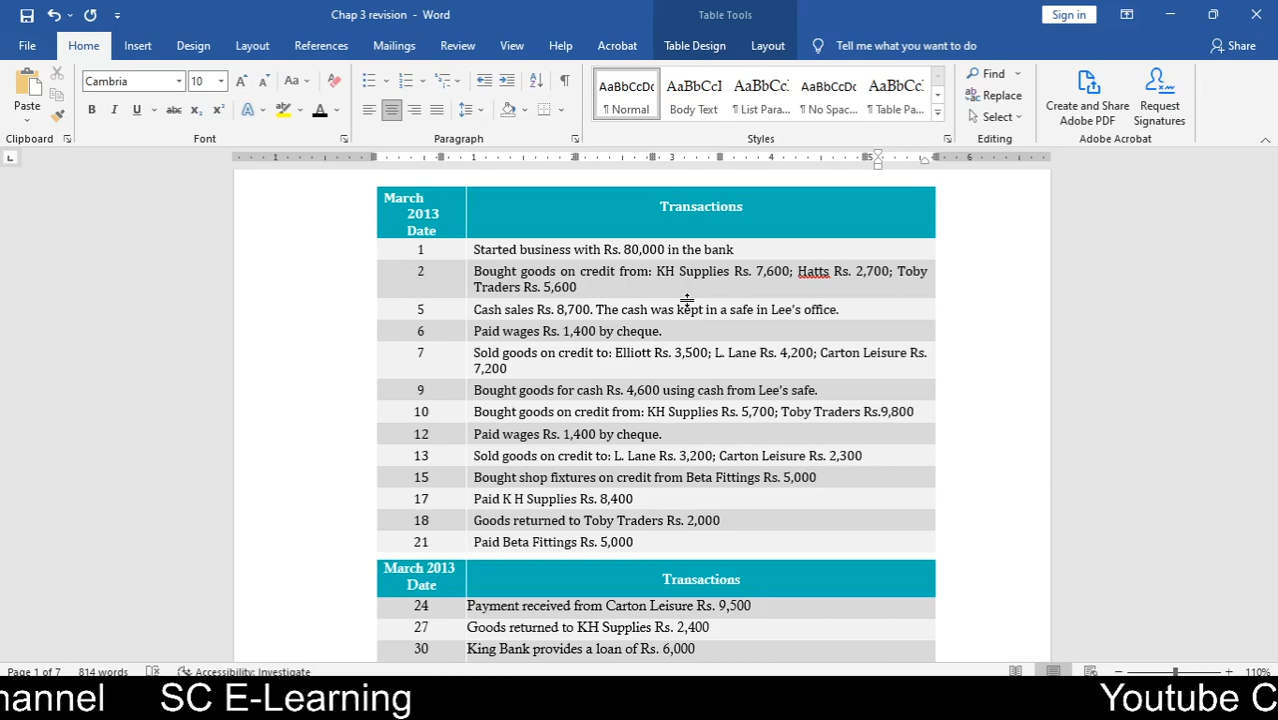 Chap 3 revision - Word
Table Tools
Sign in
File
Home
Insert
Design
Layout
References
Mailings
Review
View
Help
Acrobat
Table Design
Layout
Tell me what you want to do
Share
Paste
Cambria
10
Clipboard
Font
Paragraph
AaBbCcDc
¶ Normal
AaBbCcI
Body Text
AaBbCc:
¶ List Para...
AaBbCcDc
¶ No Spac...
AaBbCc.
¶ Table Pa...
Styles
Find
Replace
Select
Editing
Create and Share
Adobe PDF
Request
Signatures
Adobe Acrobat
1 1 2 3 4 5 6
March
2013
Date
Transactions
1 Started business with Rs. 80,000 in the bank
2 Bought goods on credit from: KH Supplies Rs. 7,600; Hatts Rs. 2,700; Toby
Traders Rs. 5,600
5 Cash sales Rs. 8,700. The cash was kept in a safe in Lee's office.
6 Paid wages Rs. 1,400 by cheque.
7 Sold goods on credit to: Elliott Rs. 3,500; L. Lane Rs. 4,200; Carton Leisure Rs.
7,200
9 Bought goods for cash Rs. 4,600 using cash from Lee's safe.
10 Bought goods on credit from: KH Supplies Rs. 5,700; Toby Traders Rs.9,800
12 Paid wages Rs. 1,400 by cheque.
13 Sold goods on credit to: L. Lane Rs. 3,200; Carton Leisure Rs. 2,300
15 Bought shop fixtures on credit from Beta Fittings Rs. 5,000
17 Paid K H Supplies Rs. 8,400
18 Goods returned to Toby Traders Rs. 2,000
21 Paid Beta Fittings Rs. 5,000
March 2013
Date
Transactions
24 Payment received from Carton Leisure Rs. 9,500
27 Goods returned to KH Supplies Rs. 2,400
30 King Bank provides a loan of Rs. 6,000
Page 1 of 7 814 words Accessibility: Investigate 110%
hannel SC E-Learning Youtube C